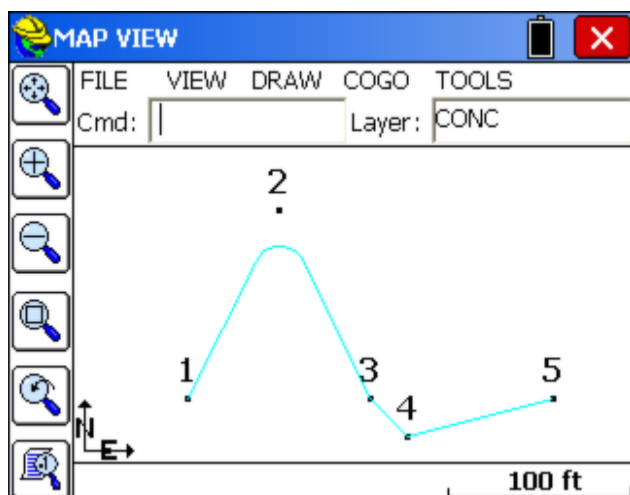 MAP VIEW
FILE VIEW DRAW COGO TOOLS
Cmd: Layer: CONC
2
1 3 5
4
N
E
100 ft